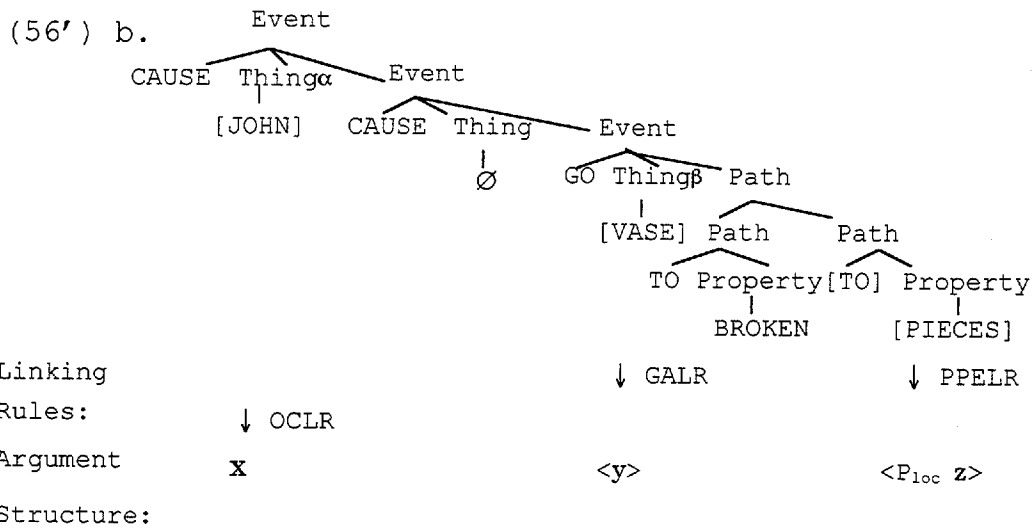 Event
(56′) b.
CAUSE Thingα Event
[JOHN] CAUSE Thing Event
Ø GO Thingβ Path
[VASE] Path Path
TO Property [TO] Property
BROKEN [PIECES]
Linking ↓ GALR ↓ PPELR
Rules: ↓ OCLR
Argument x <y> <P_loc z>
Structure: